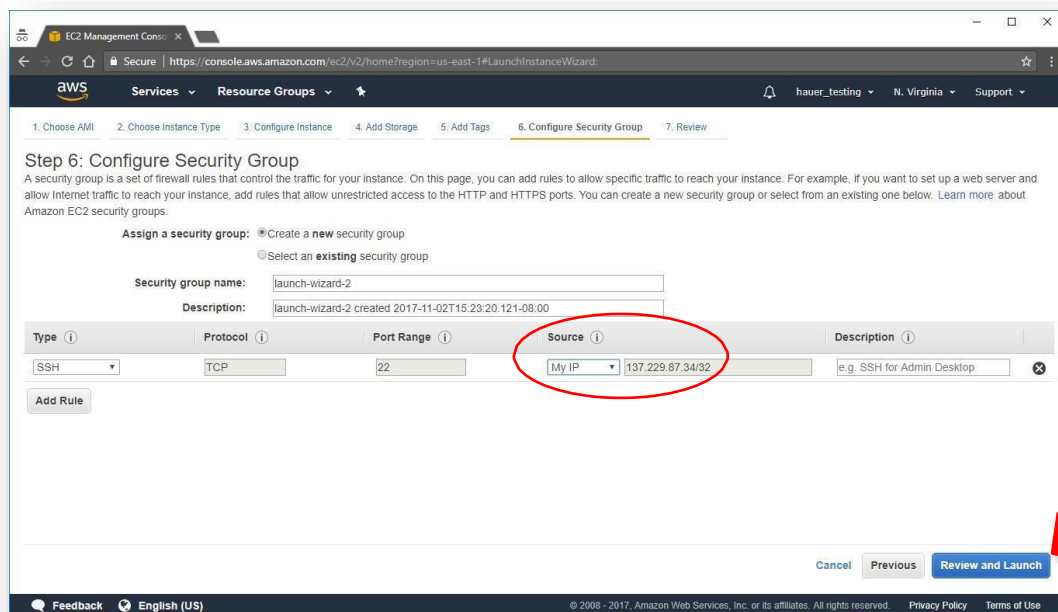 EC2 Management Conso
Secure | https://console.aws.amazon.com/ec2/v2/home?region=us-east-1#LaunchInstanceWizard:
aws Services Resource Groups hauer_testing N. Virginia Support
1. Choose AMI 2. Choose Instance Type 3. Configure Instance 4. Add Storage 5. Add Tags 6. Configure Security Group 7. Review
Step 6: Configure Security Group
A security group is a set of firewall rules that control the traffic for your instance. On this page, you can add rules to allow specific traffic to reach your instance. For example, if you want to set up a web server and
allow Internet traffic to reach your instance, add rules that allow unrestricted access to the HTTP and HTTPS ports. You can create a new security group or select from an existing one below. Learn more about
Amazon EC2 security groups.
Assign a security group: Create a new security group
Select an existing security group
Security group name: launch-wizard-2
Description: launch-wizard-2 created 2017-11-02T15:23:20.121-08:00
Type i Protocol i Port Range i Source i Description i
SSH TCP 22 My IP 137.229.87.34/32 e.g. SSH for Admin Desktop
Add Rule
Cancel Previous Review and Launch
Feedback English (US) © 2008 - 2017, Amazon Web Services, Inc. or its affiliates. All rights reserved. Privacy Policy Terms of Use